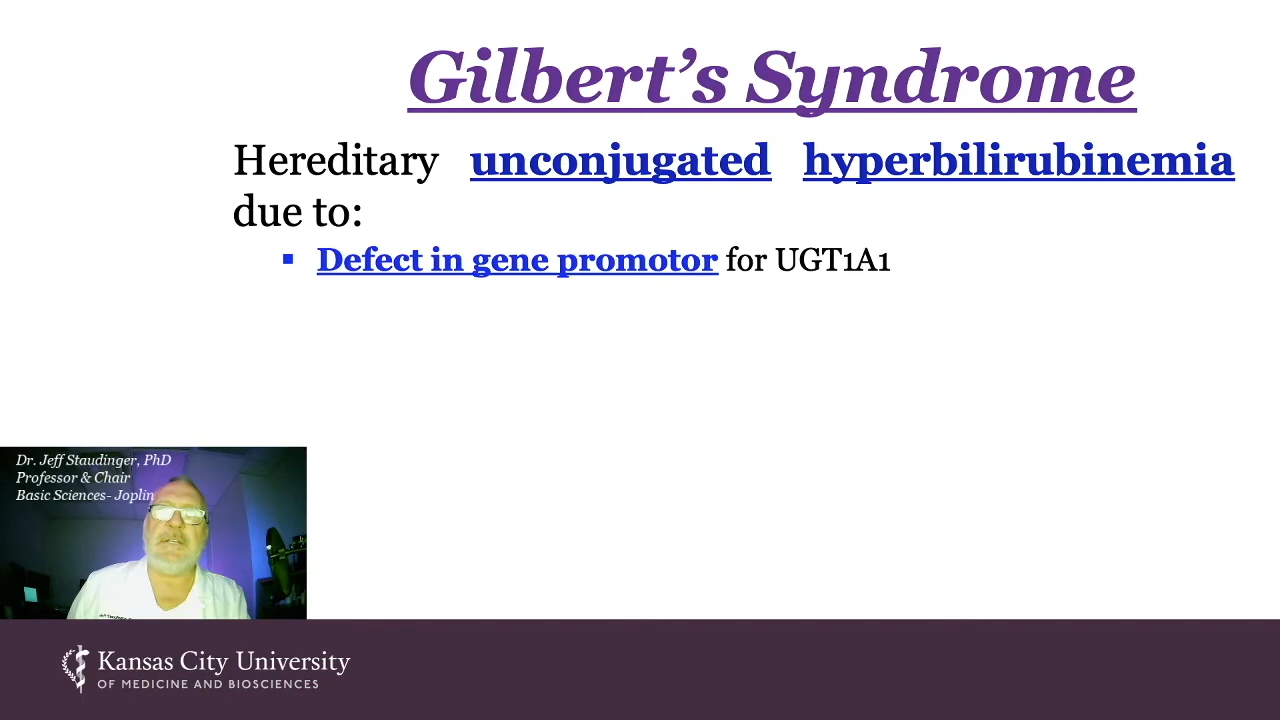 Gilbert’s Syndrome
Hereditary unconjugated hyperbilirubinemia
due to:
▪ Defect in gene promotor for UGT1A1
Dr. Jeff Staudinger, PhD
Professor & Chair
Basic Sciences- Joplin
Kansas City University
OF MEDICINE AND BIOSCIENCES